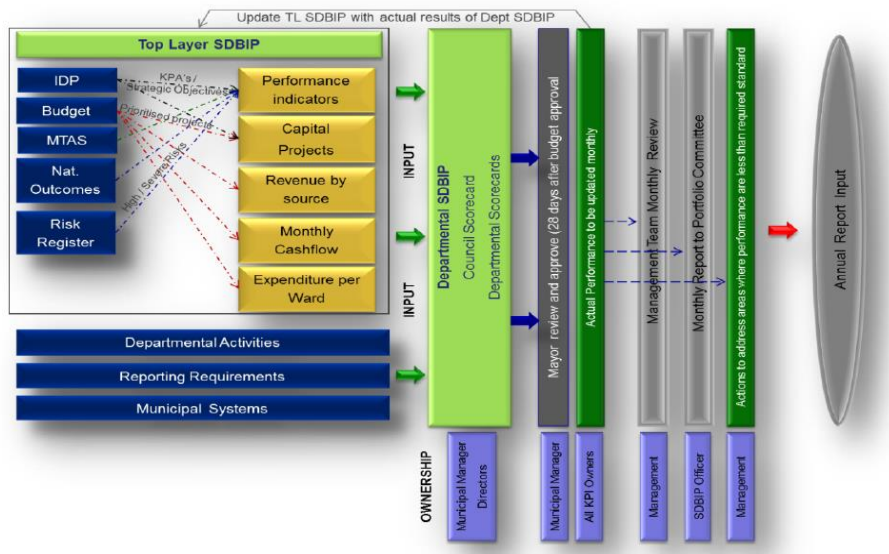 Update TL SDBIP with actual results of Dept SDBIP
Top Layer SDBIP
IDP
Budget
MTAS
Nat.
Outcomes
Risk
Register
KPA's /
Strategic Objectives
Prioritised projects
High / Severe Risks
Performance
indicators
Capital
Projects
Revenue by
source
Monthly
Cashflow
Expenditure per
Ward
Departmental Activities
Reporting Requirements
Municipal Systems
INPUT
INPUT
Departmental SDBIP
Council Scorecard
Departmental Scorecards
Mayor review and approve (28 days after budget approval
Actual Performance to be updated monthly
Management Team Monthly Review
Monthly Report to Portfolio Committee
Actions to address areas where performance are less than required standard
Annual Report Input
OWNERSHIP
Municipal Manager
Directors
Municipal Manager
All KPI Owners
Management
SDBIP Officer
Management